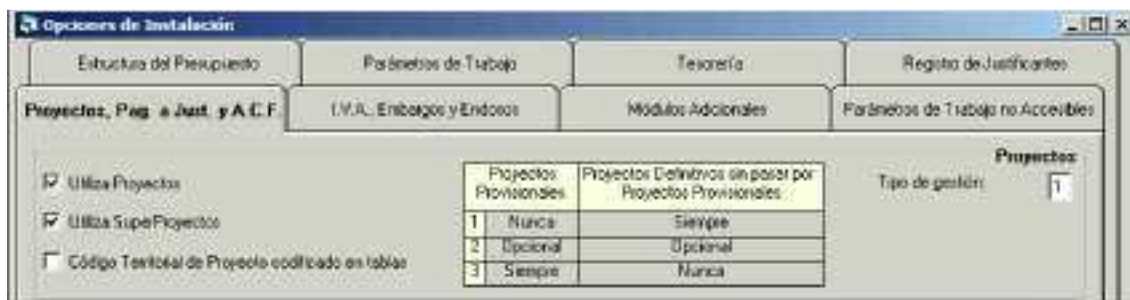 Opciones de Instalación
Estructura del Presupuesto Parámetros de Trabajo Tesorería Registro de Justificantes
Proyectos, Pag. a Just. y A.C.F. I.V.A., Embargos y Endosos Módulos Adicionales Parámetros de Trabajo no Accesibles
Proyectos
Utiliza Proyectos
Utiliza SuperProyectos
Código Territorial de Proyecto codificado en tablas
Proyectos Proyectos Definitivos sin pasar por
Provisionales Proyectos Provisionales
1 Nunca Siempre
2 Opcional Opcional
3 Siempre Nunca
Tipo de gestión: 1